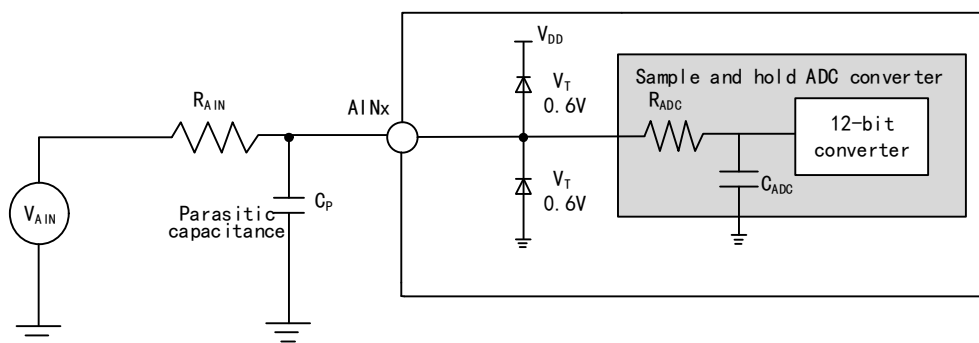 V_DD
Sample and hold ADC converter
V_T
0.6V
R_AIN
AINx
R_ADC
12-bit
converter
V_T
0.6V
C_ADC
C_P
Parasitic
capacitance
V_AIN